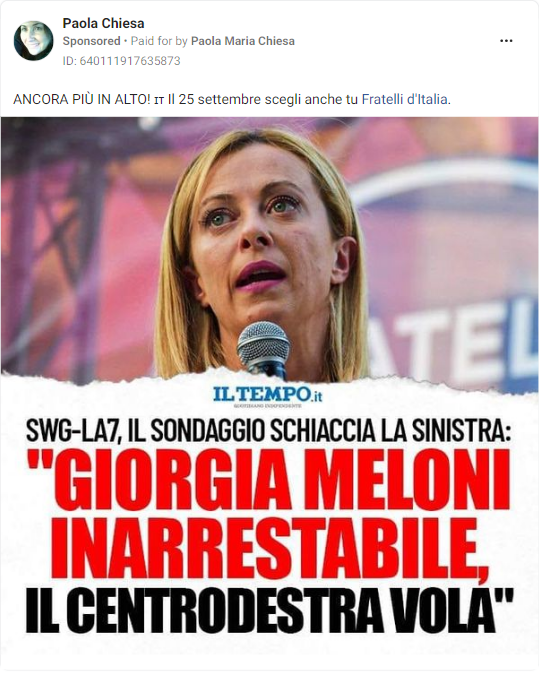 Paola Chiesa
Sponsored • Paid for by Paola Maria Chiesa
ID: 640111917635873
ANCORA PIÙ IN ALTO! ɪᴛ Il 25 settembre scegli anche tu Fratelli d'Italia.
ATEL
IL TEMPO.it
QUOTIDIANO INDIPENDENTE
SWG-LA7, IL SONDAGGIO SCHIACCIA LA SINISTRA:
"GIORGIA MELONI
INARRESTABILE,
IL CENTRODESTRA VOLA"